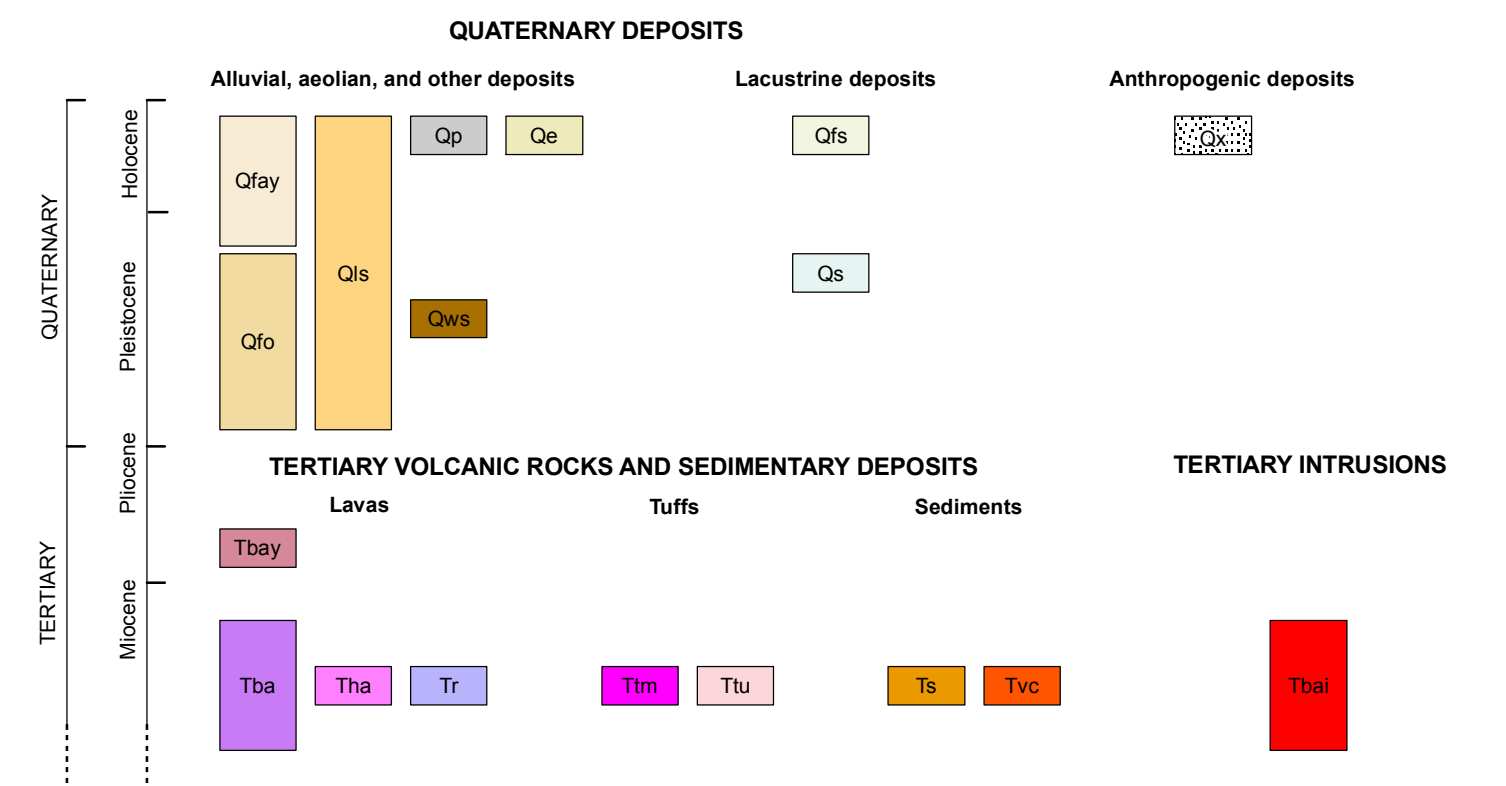 QUATERNARY DEPOSITS
Alluvial, aeolian, and other deposits
Lacustrine deposits
Anthropogenic deposits
QUATERNARY
Holocene
Qfay
Qls
Qp
Qe
Qfs
Qx
Pleistocene
Qfo
Qws
Qs
TERTIARY
Pliocene
TERTIARY VOLCANIC ROCKS AND SEDIMENTARY DEPOSITS
TERTIARY INTRUSIONS
Lavas
Tuffs
Sediments
Tbay
Miocene
Tba
Tha
Tr
Ttm
Ttu
Ts
Tvc
Tbai